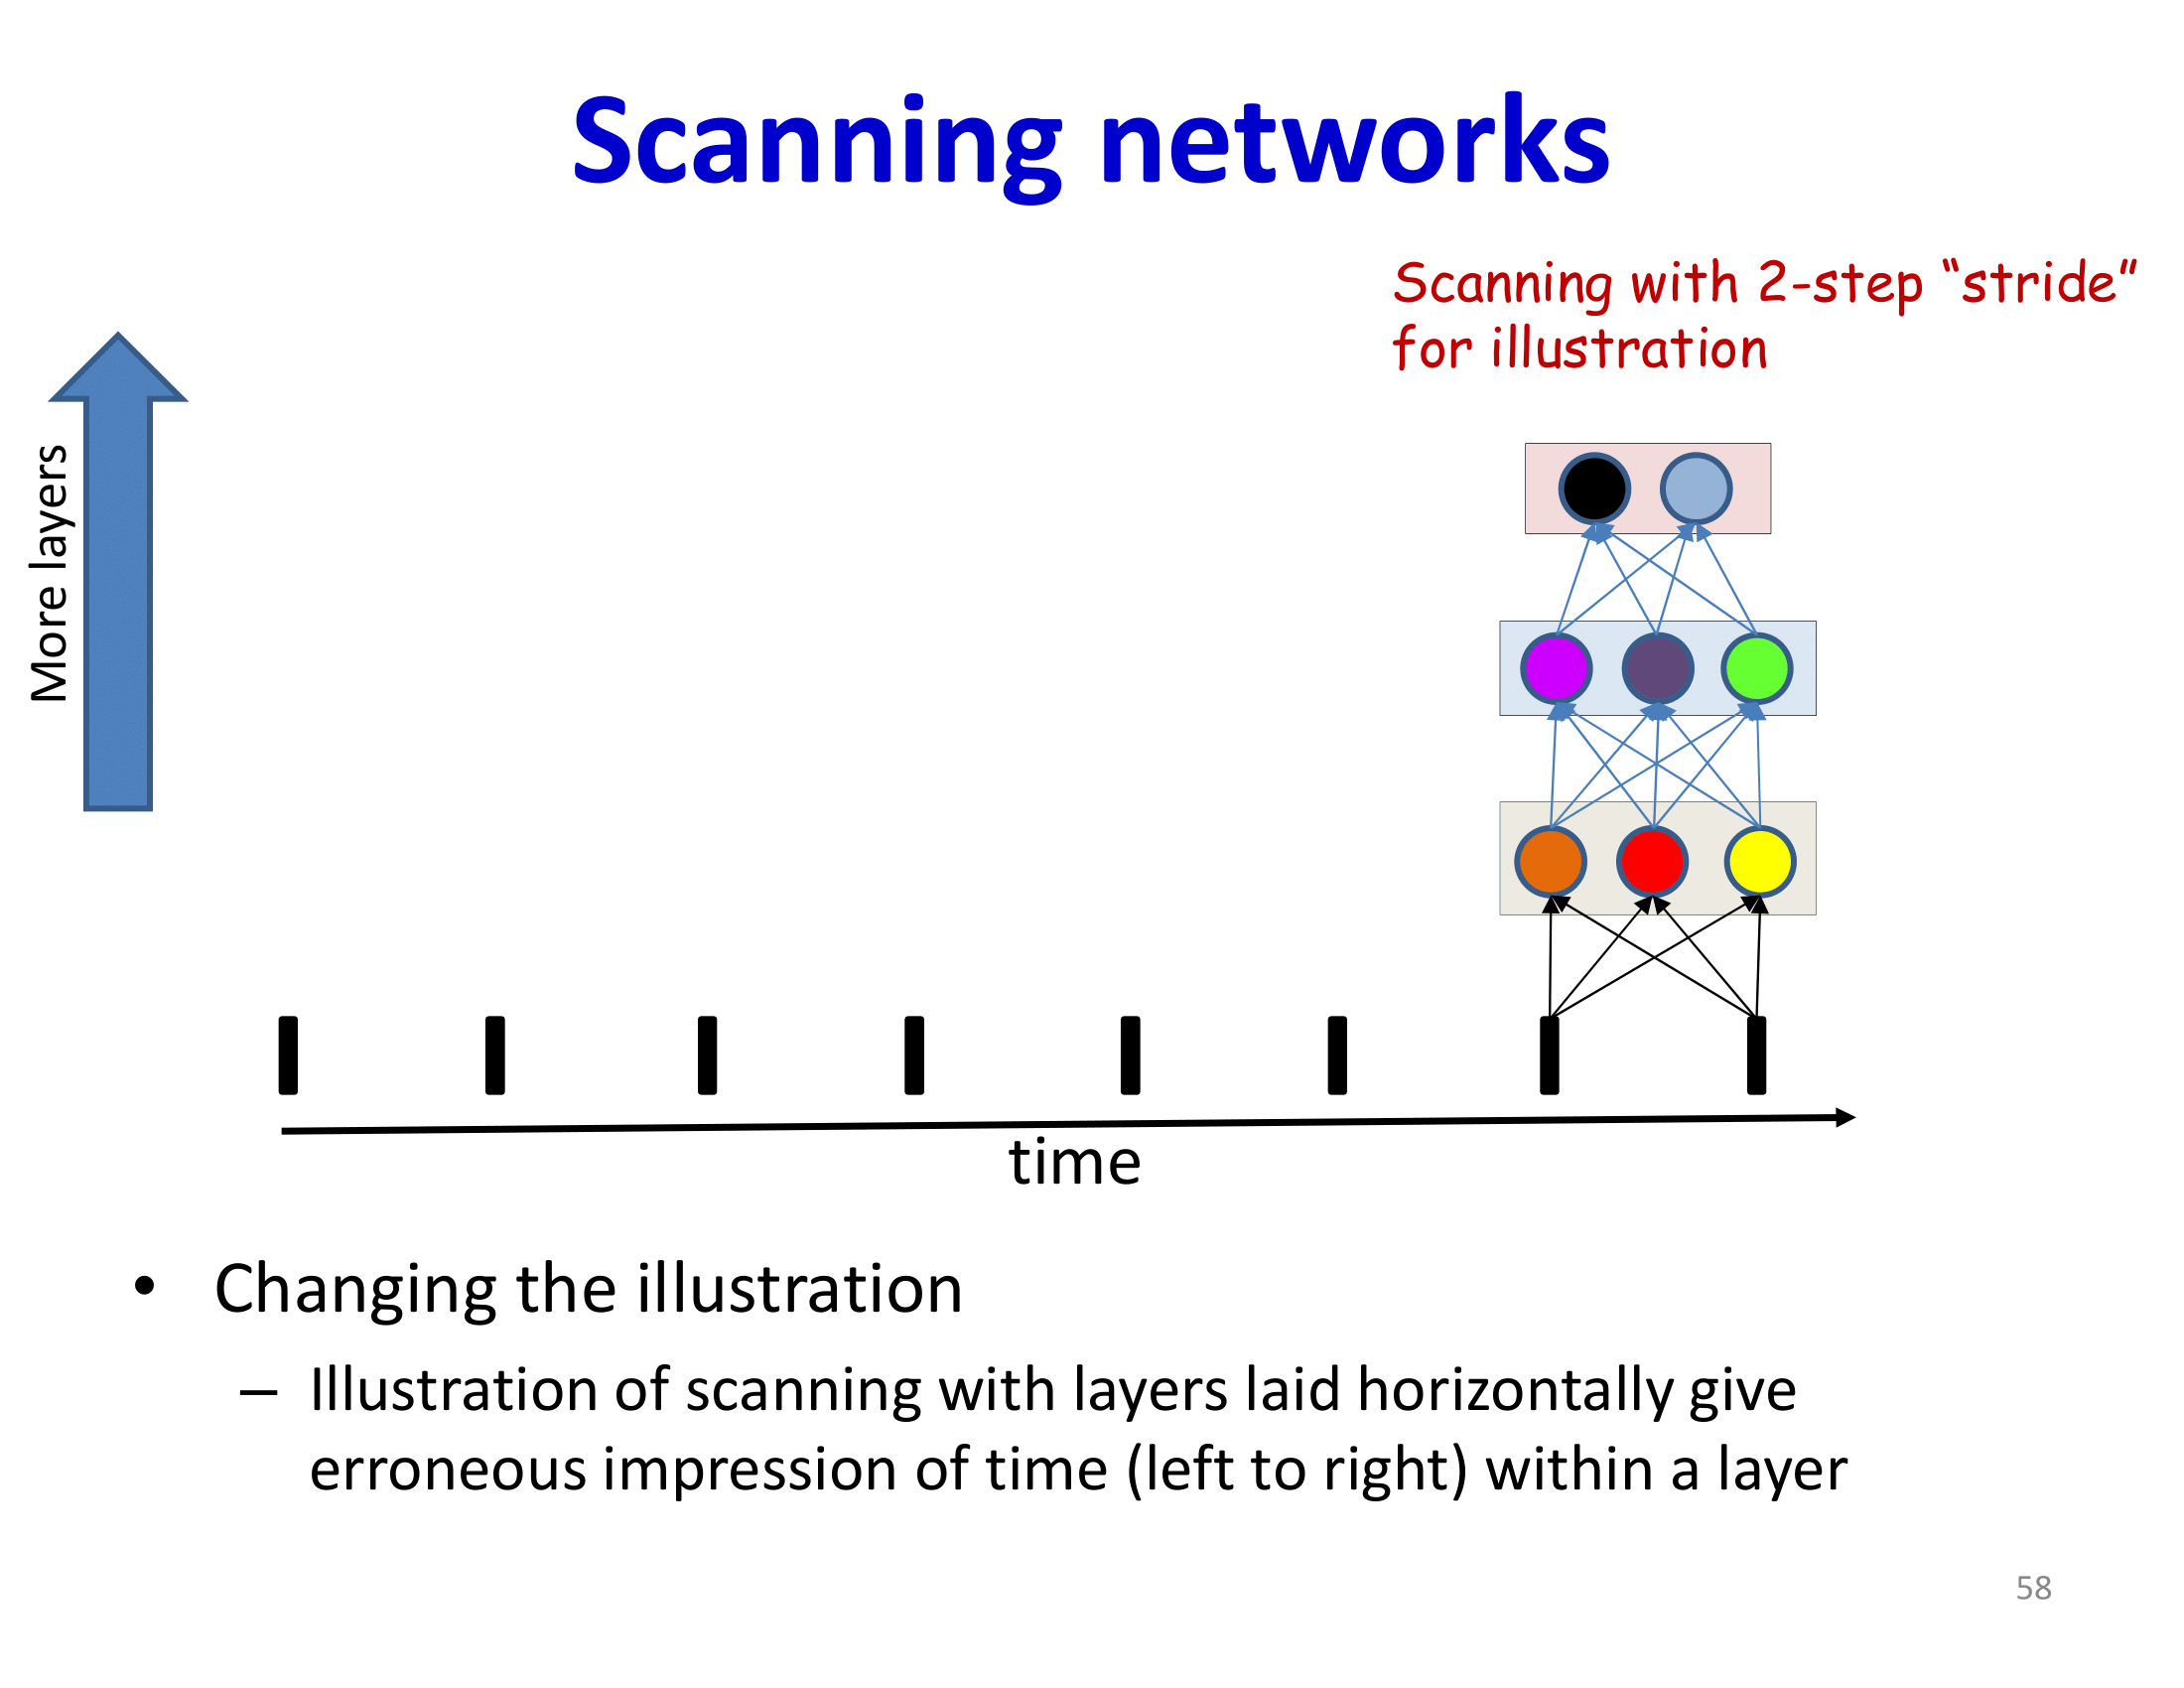 Scanning networks
Scanning with 2-step “stride”
for illustration
More layers
time
• Changing the illustration
– Illustration of scanning with layers laid horizontally give
erroneous impression of time (left to right) within a layer
58